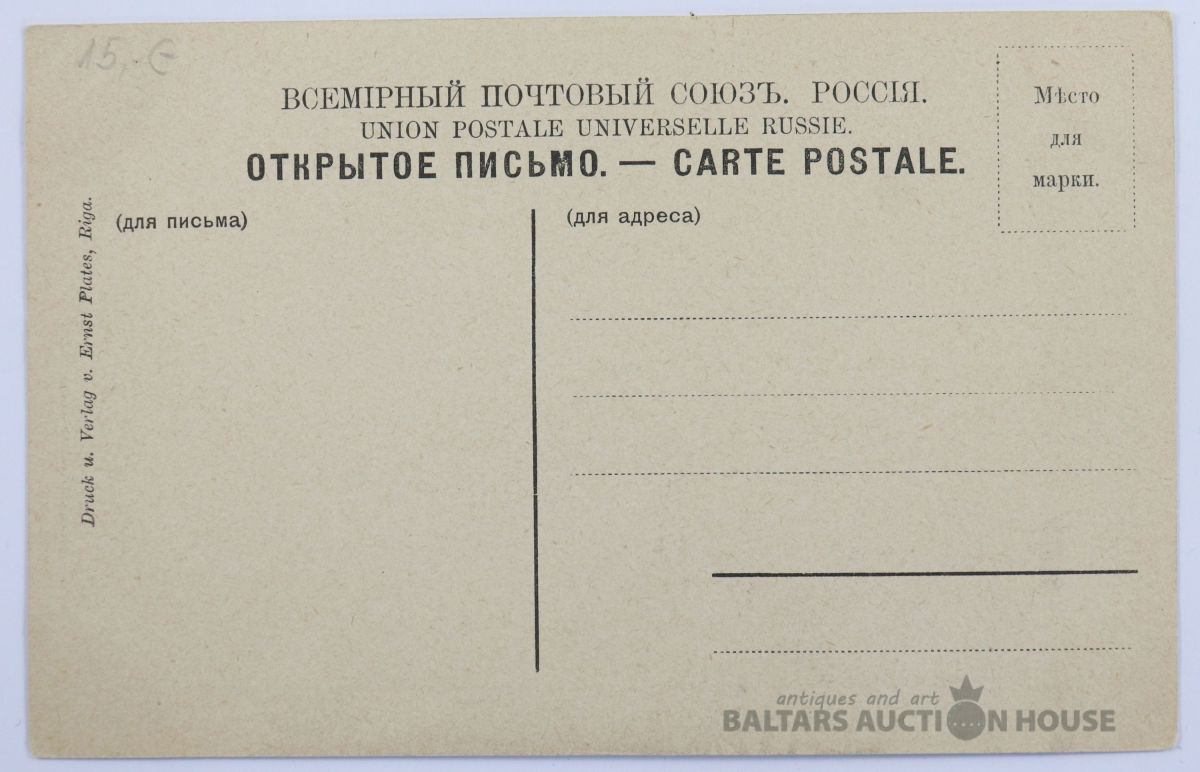 15,-€
ВСЕМІРНЫЙ ПОЧТОВЫЙ СОЮЗЪ. РОССІЯ.
UNION POSTALE UNIVERSELLE RUSSIE.
ОТКРЫТОЕ ПИСЬМО. — CARTE POSTALE.
Мѣсто
для
марки.
(для письма)
(для адреса)
Druck u. Verlag v. Ernst Plates, Riga.
antiques and art
BALTARS AUCTION HOUSE